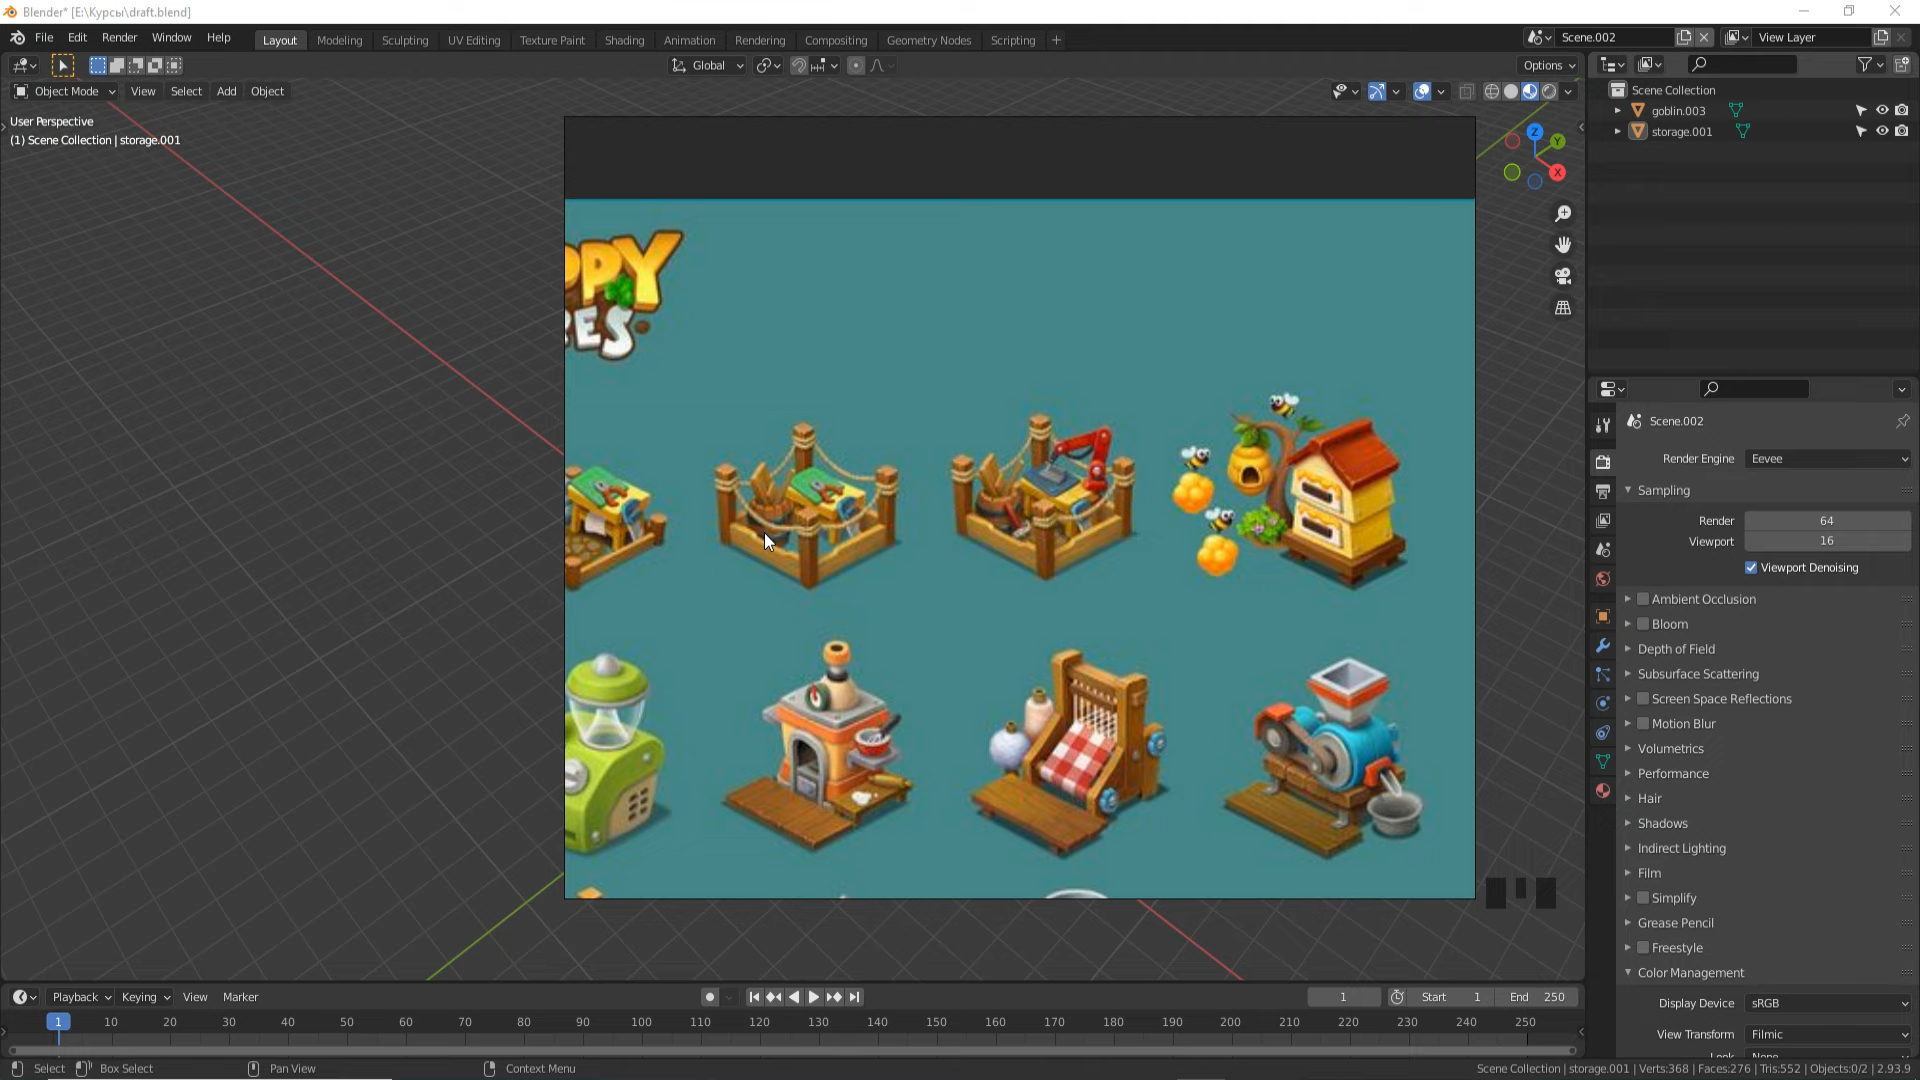 Blender* [E:\Курсы\draft.blend]
File Edit Render Window Help
Layout Modeling Sculpting UV Editing Texture Paint Shading Animation Rendering Compositing Geometry Nodes Scripting +
Scene.002
View Layer
Global
Options
Object Mode View Select Add Object
User Perspective
(1) Scene Collection | storage.001
Z
Y
X
Scene Collection
goblin.003
storage.001
Scene.002
Render Engine Eevee
Sampling
Render 64
Viewport 16
Viewport Denoising
Ambient Occlusion
Bloom
Depth of Field
Subsurface Scattering
Screen Space Reflections
Motion Blur
Volumetrics
Performance
Hair
Shadows
Indirect Lighting
Film
Simplify
Grease Pencil
Freestyle
Color Management
Display Device sRGB
View Transform Filmic
Look None
PPY
RES
Playback Keying View Marker
1
Start 1 End 250
1 10 20 30 40 50 60 70 80 90 100 110 120 130 140 150 160 170 180 190 200 210 220 230 240 250
Select Box Select Pan View Context Menu
Scene Collection | storage.001 | Verts:368 | Faces:276 | Tris:552 | Objects:0/2 | 2.93.9